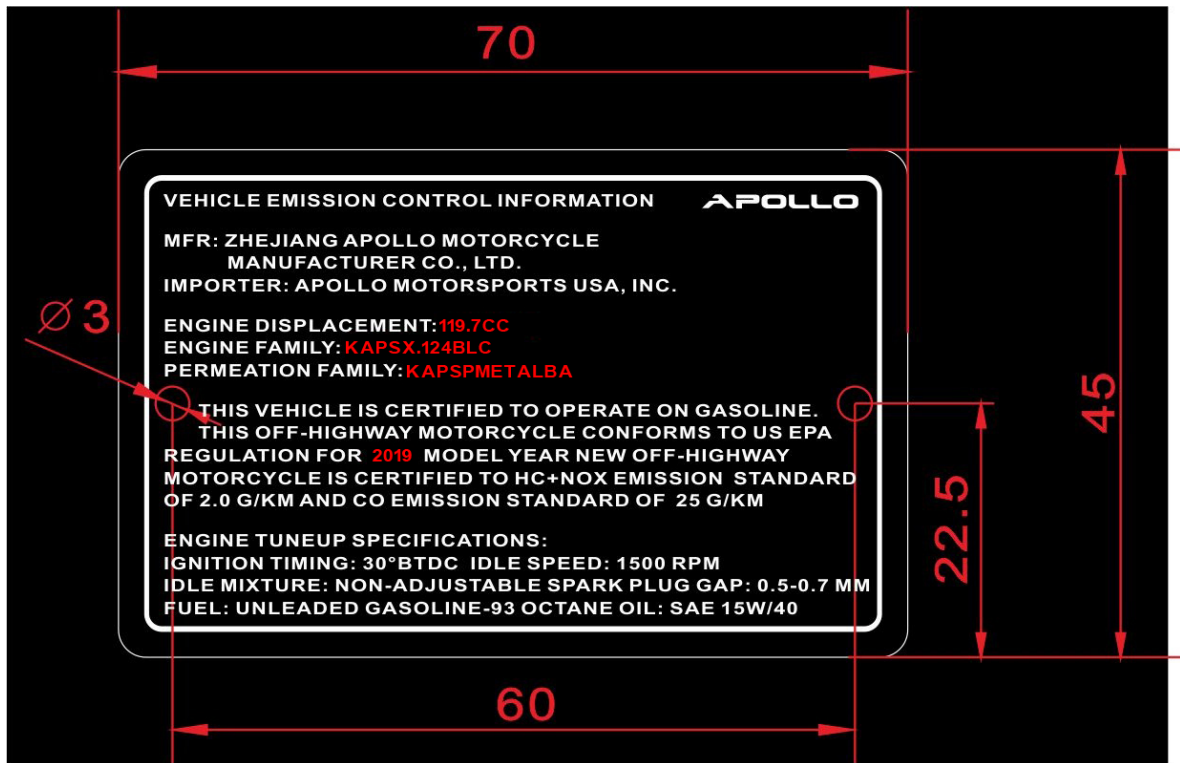 70
VEHICLE EMISSION CONTROL INFORMATION APOLLO
MFR: ZHEJIANG APOLLO MOTORCYCLE
MANUFACTURER CO., LTD.
IMPORTER: APOLLO MOTORSPORTS USA, INC.
⌀3
ENGINE DISPLACEMENT:119.7CC
ENGINE FAMILY:KAPSX.124BLC
PERMEATION FAMILY:KAPSPMETALBA
45
THIS VEHICLE IS CERTIFIED TO OPERATE ON GASOLINE.
THIS OFF-HIGHWAY MOTORCYCLE CONFORMS TO US EPA
REGULATION FOR 2019 MODEL YEAR NEW OFF-HIGHWAY
MOTORCYCLE IS CERTIFIED TO HC+NOX EMISSION STANDARD
OF 2.0 G/KM AND CO EMISSION STANDARD OF 25 G/KM
22.5
ENGINE TUNEUP SPECIFICATIONS:
IGNITION TIMING: 30°BTDC IDLE SPEED: 1500 RPM
IDLE MIXTURE: NON-ADJUSTABLE SPARK PLUG GAP: 0.5-0.7 MM
FUEL: UNLEADED GASOLINE-93 OCTANE OIL: SAE 15W/40
60